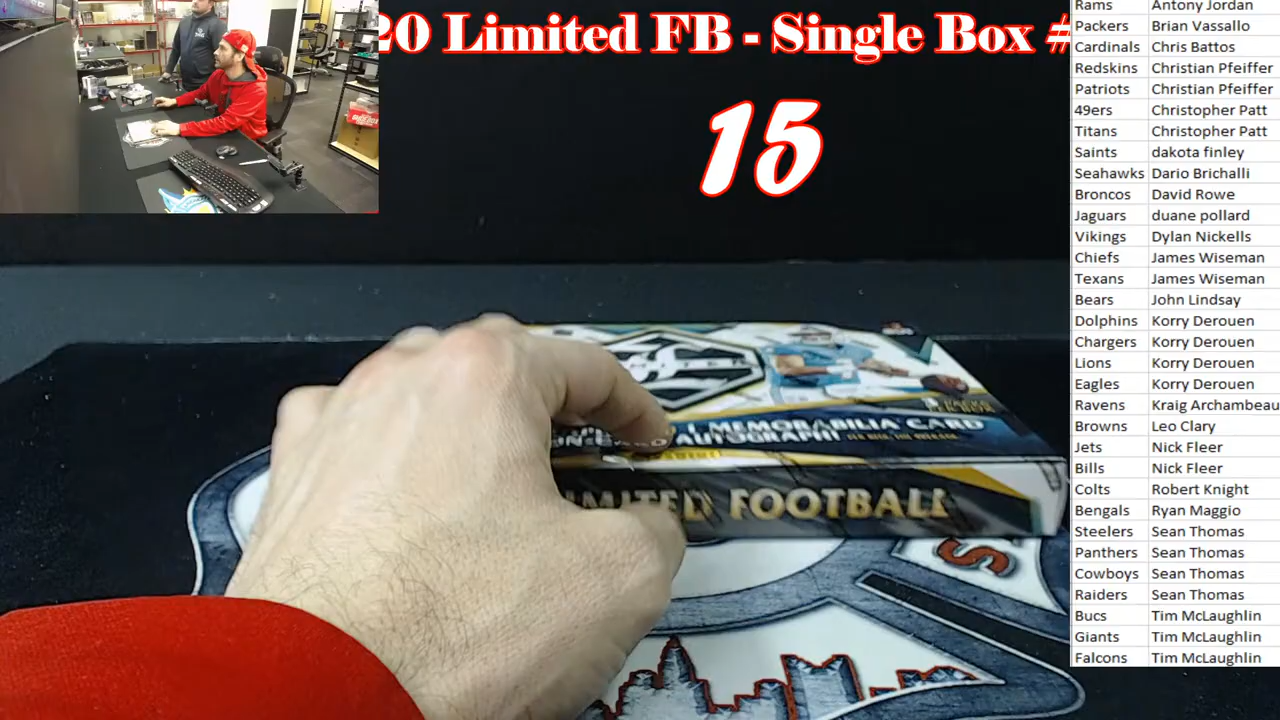 20 Limited FB - Single Box #
15
Rams Antony Jordan
Packers Brian Vassallo
Cardinals Chris Battos
Redskins Christian Pfeiffer
Patriots Christian Pfeiffer
49ers Christopher Patt
Titans Christopher Patt
Saints dakota finley
Seahawks Dario Brichalli
Broncos David Rowe
Jaguars duane pollard
Vikings Dylan Nickells
Chiefs James Wiseman
Texans James Wiseman
Bears John Lindsay
Dolphins Korry Derouen
Chargers Korry Derouen
Lions Korry Derouen
Eagles Korry Derouen
Ravens Kraig Archambeau
Browns Leo Clary
Jets Nick Fleer
Bills Nick Fleer
Colts Robert Knight
Bengals Ryan Maggio
Steelers Sean Thomas
Panthers Sean Thomas
Cowboys Sean Thomas
Raiders Sean Thomas
Bucs Tim McLaughlin
Giants Tim McLaughlin
Falcons Tim McLaughlin
MEMORABILIA CARD
AUTOGRAPH!
LIMITED FOOTBALL
S